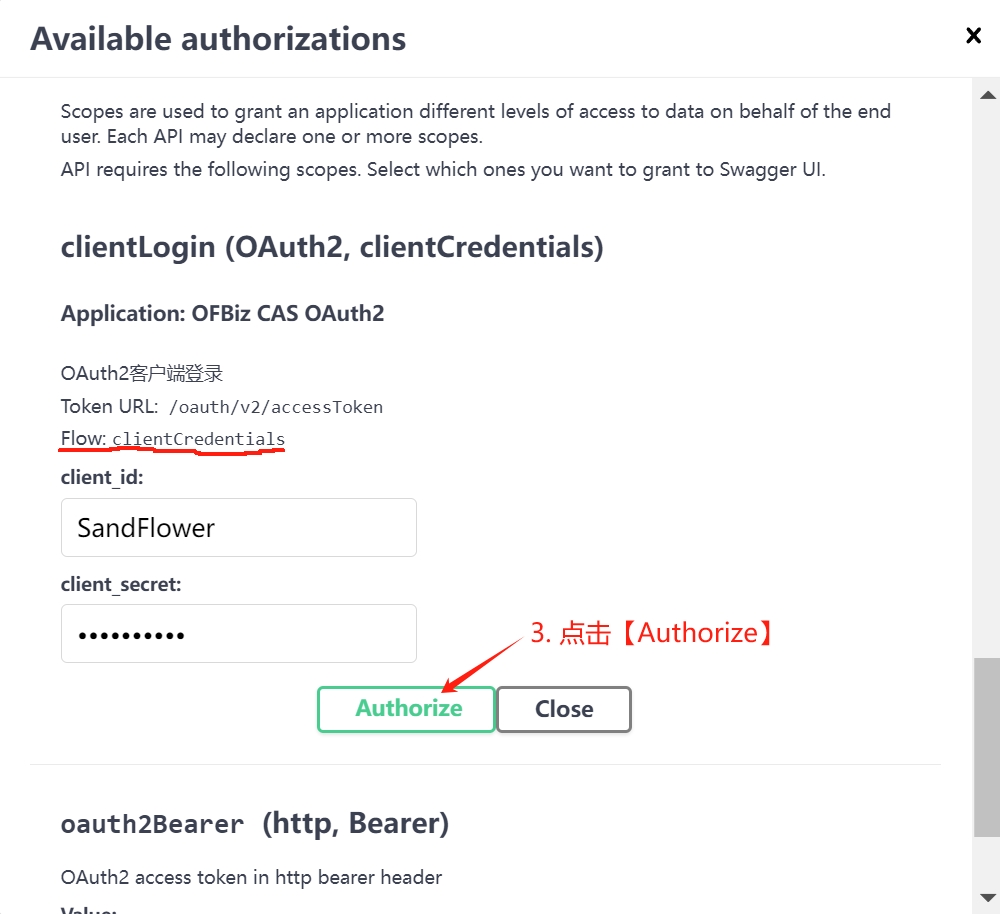 Available authorizations
Scopes are used to grant an application different levels of access to data on behalf of the end
user. Each API may declare one or more scopes.
API requires the following scopes. Select which ones you want to grant to Swagger UI.
clientLogin (OAuth2, clientCredentials)
Application: OFBiz CAS OAuth2
OAuth2客户端登录
Token URL: /oauth/v2/accessToken
Flow: clientCredentials
client_id:
SandFlower
client_secret:
••••••••••
3. 点击【Authorize】
Authorize
Close
oauth2Bearer (http, Bearer)
OAuth2 access token in http bearer header
Value: